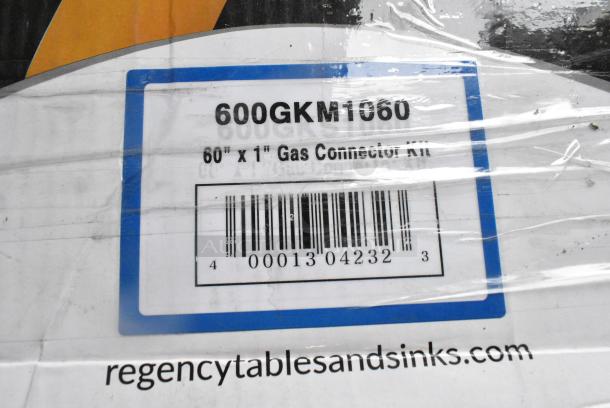 600GKM1060
60" x 1" Gas Connector Kit
4 00013 04232 3
regencytablesandsinks.com